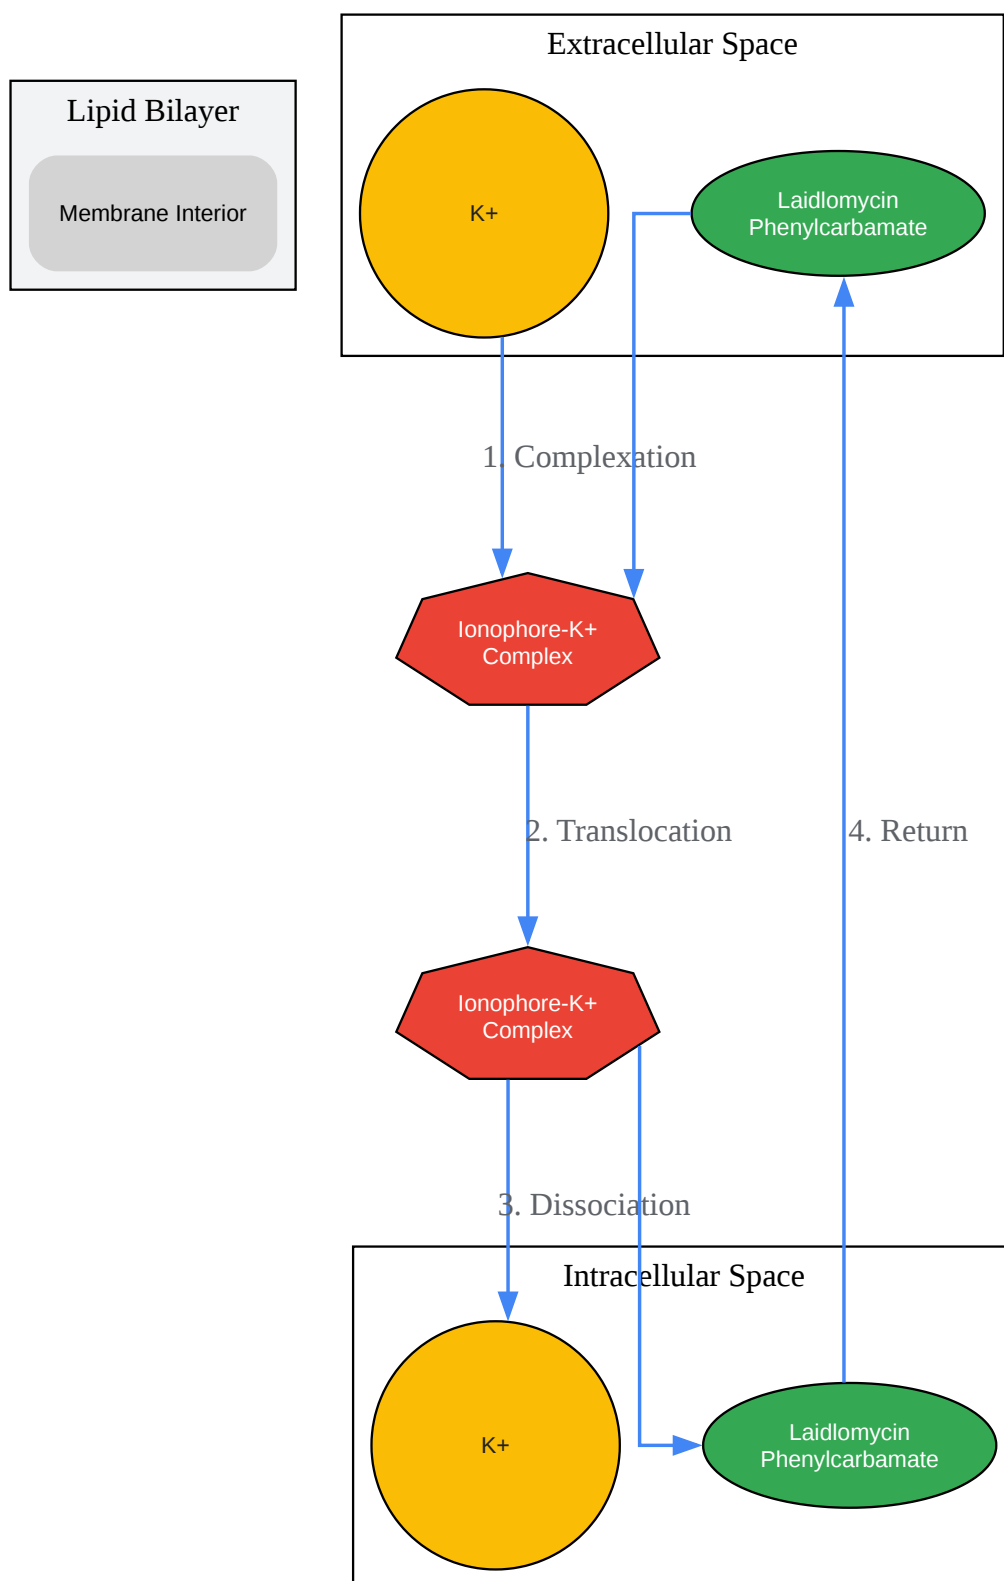 Extracellular Space
Lipid Bilayer
Membrane Interior
K+
Laidlomycin
Phenylcarbamate
1. Complexation
Ionophore-K+
Complex
2. Translocation
4. Return
Ionophore-K+
Complex
3. Dissociation
Intracellular Space
K+
Laidlomycin
Phenylcarbamate